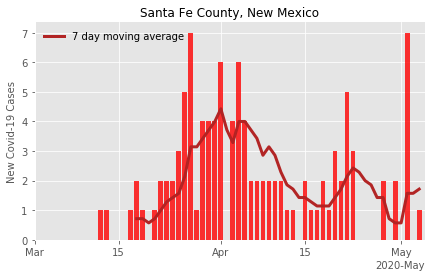 Santa Fe County, New Mexico
7 day moving average
New Covid-19 Cases
7
6
5
4
3
2
1
0
Mar 15 Apr 15 May
2020-May